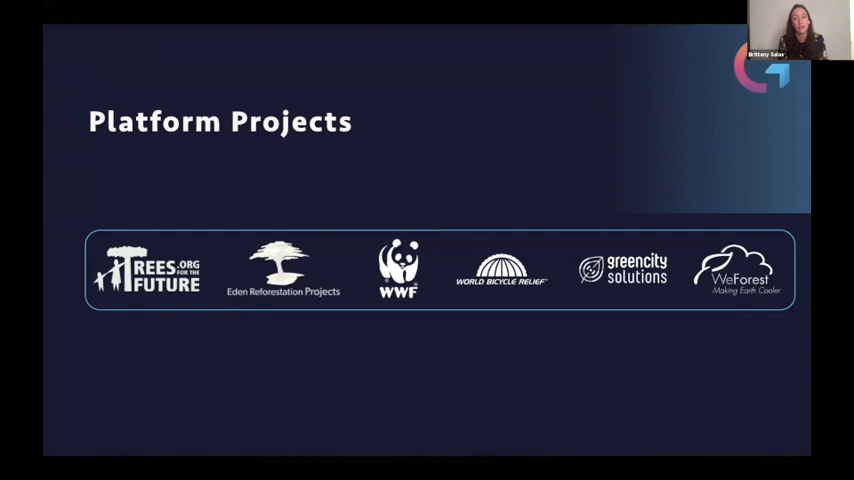 Brittany Salas
Platform Projects
TREES.ORG
FOR THE
FUTURE
Eden Reforestation Projects
WWF
WORLD BICYCLE RELIEF
greencity
solutions
WeForest
Making Earth Cooler